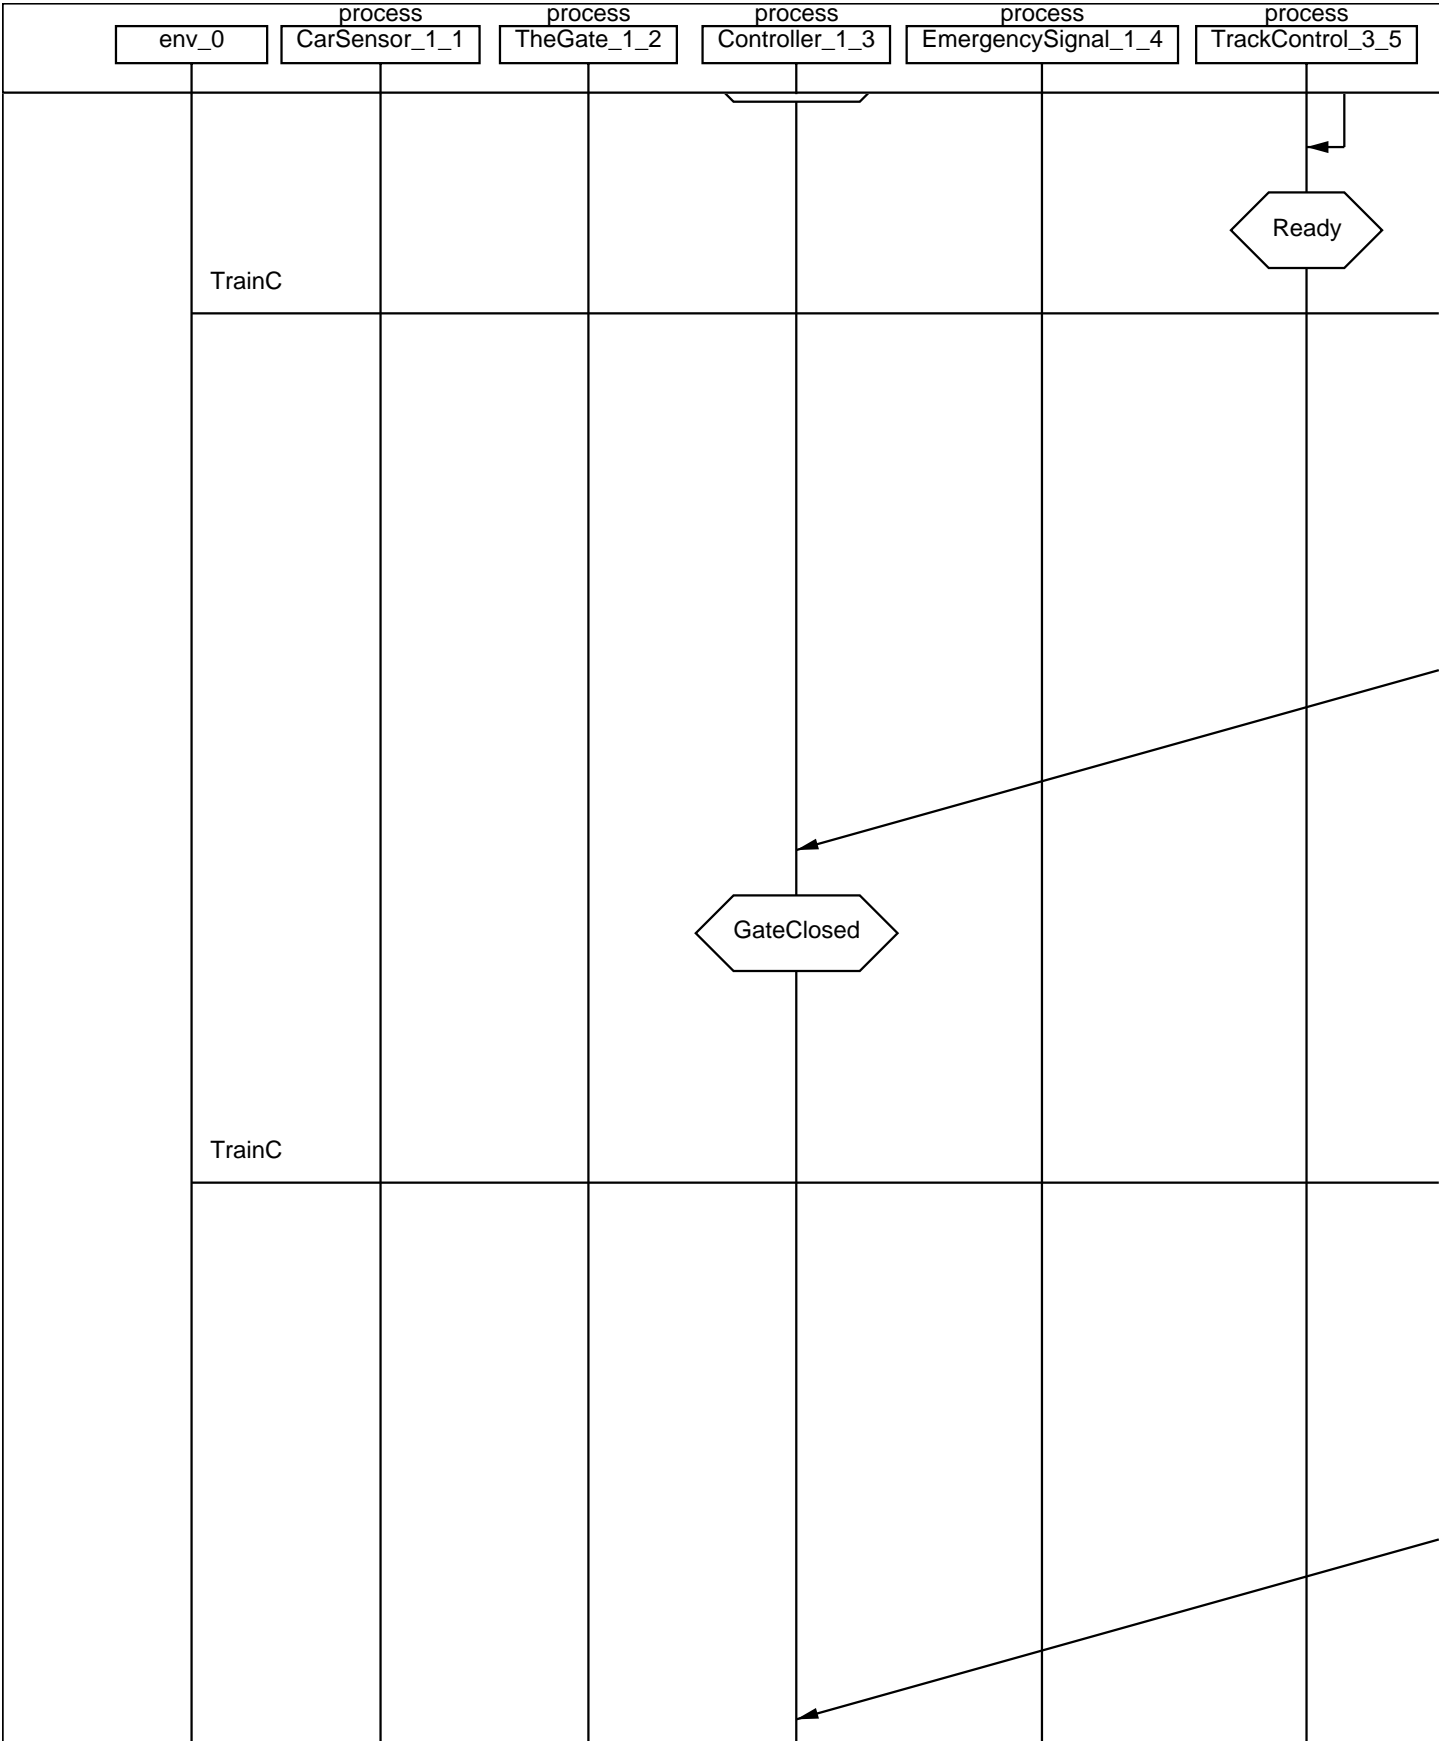 process process process process process
env_0 CarSensor_1_1 TheGate_1_2 Controller_1_3 EmergencySignal_1_4 TrackControl_3_5
Ready
TrainC
GateClosed
TrainC